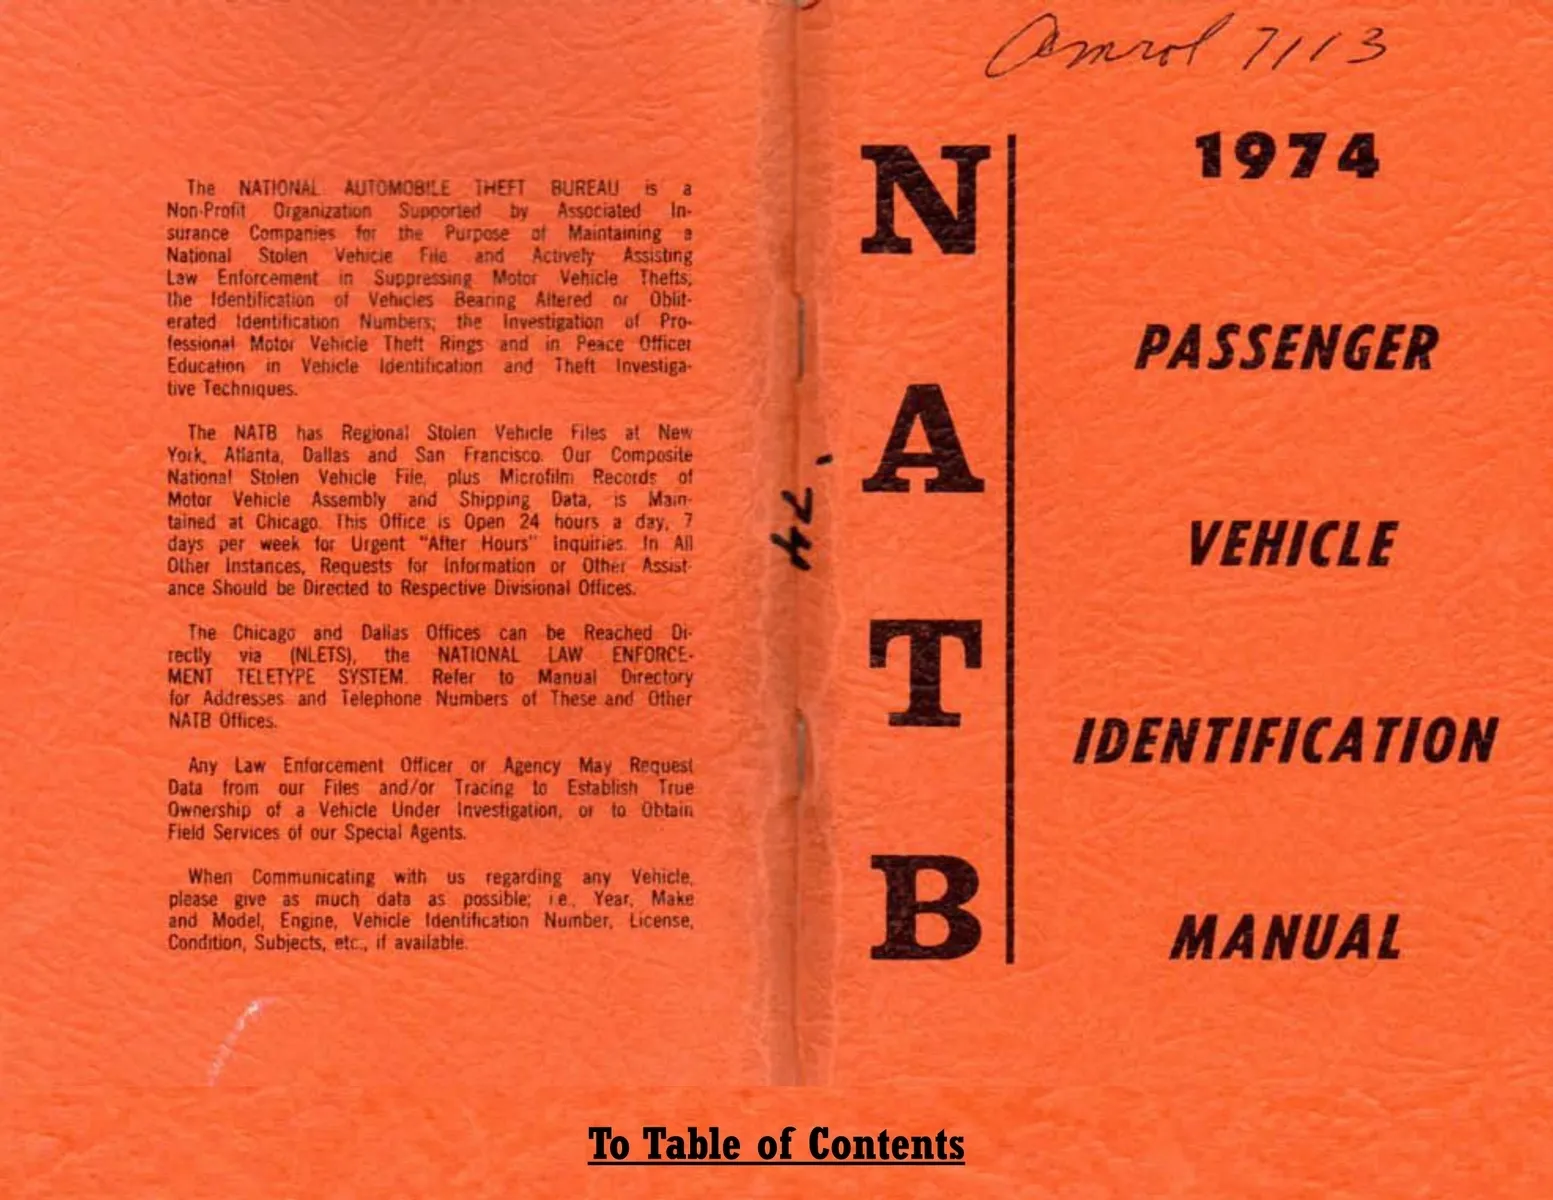 The NATIONAL AUTOMOBILE THEFT BUREAU is a
Non-Profit Organization Supported by Associated In-
surance Companies for the Purpose of Maintaining a
National Stolen Vehicle File and Actively Assisting
Law Enforcement in Suppressing Motor Vehicle Thefts;
the Identification of Vehicles Bearing Altered or Oblit-
erated Identification Numbers; the Investigation of Pro-
fessional Motor Vehicle Theft Rings and in Peace Officer
Education in Vehicle Identification and Theft Investiga-
tive Techniques.
The NATB has Regional Stolen Vehicle Files at New
York, Atlanta, Dallas and San Francisco. Our Composite
National Stolen Vehicle File, plus Microfilm Records of
Motor Vehicle Assembly and Shipping Data, is Main-
tained at Chicago. This Office is Open 24 hours a day, 7
days per week for Urgent "After Hours" Inquiries. In All
Other Instances, Requests for Information or Other Assist-
ance Should be Directed to Respective Divisional Offices.
The Chicago and Dallas Offices can be Reached Di-
rectly via (NLETS), the NATIONAL LAW ENFORCE-
MENT TELETYPE SYSTEM. Refer to Manual Directory
for Addresses and Telephone Numbers of These and Other
NATB Offices.
Any Law Enforcement Officer or Agency May Request
Data from our Files and/or Tracing to Establish True
Ownership of a Vehicle Under Investigation, or to Obtain
Field Services of our Special Agents.
When Communicating with us regarding any Vehicle,
please give as much data as possible; i.e., Year, Make
and Model, Engine, Vehicle Identification Number, License,
Condition, Subjects, etc., if available.
'74
7113
NATB
1974
PASSENGER
VEHICLE
IDENTIFICATION
MANUAL
To Table of Contents